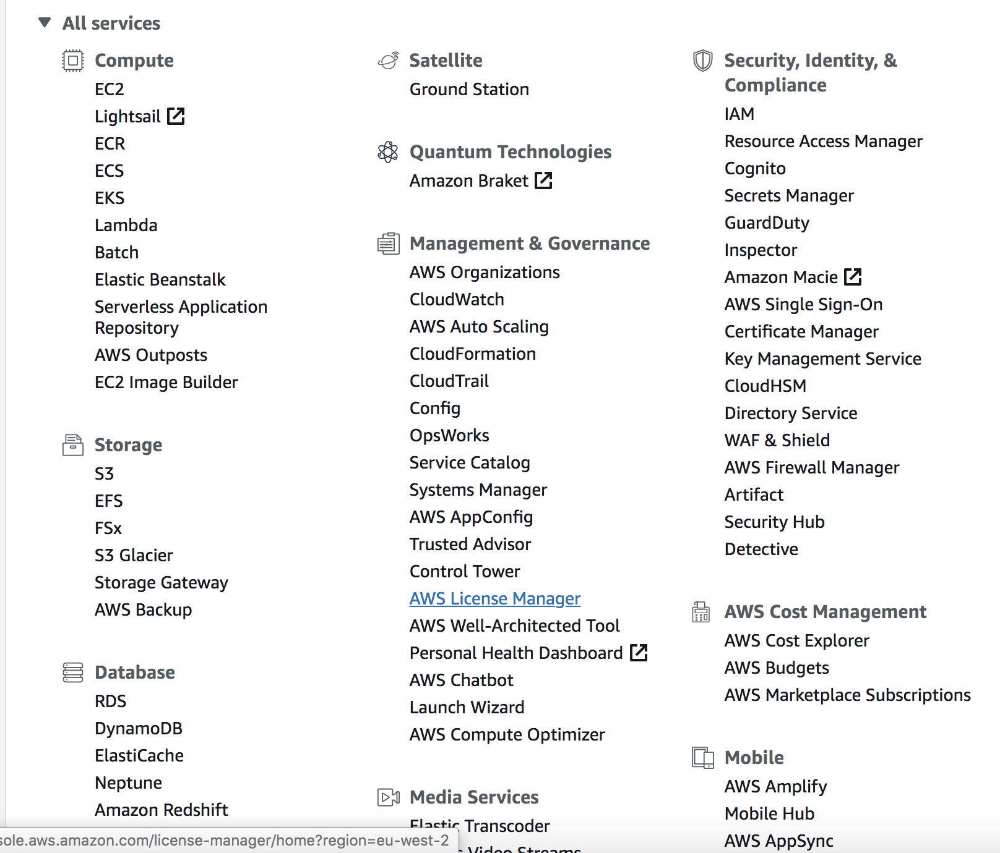 All services
Compute
EC2
Lightsail
ECR
ECS
EKS
Lambda
Batch
Elastic Beanstalk
Serverless Application
Repository
AWS Outposts
EC2 Image Builder
Storage
S3
EFS
FSx
S3 Glacier
Storage Gateway
AWS Backup
Database
RDS
DynamoDB
ElastiCache
Neptune
Amazon Redshift
Satellite
Ground Station
Quantum Technologies
Amazon Braket
Management & Governance
AWS Organizations
CloudWatch
AWS Auto Scaling
CloudFormation
CloudTrail
Config
OpsWorks
Service Catalog
Systems Manager
AWS AppConfig
Trusted Advisor
Control Tower
AWS License Manager
AWS Well-Architected Tool
Personal Health Dashboard
AWS Chatbot
Launch Wizard
AWS Compute Optimizer
Media Services
Elastic Transcoder
s Video Streams
Security, Identity, &
Compliance
IAM
Resource Access Manager
Cognito
Secrets Manager
GuardDuty
Inspector
Amazon Macie
AWS Single Sign-On
Certificate Manager
Key Management Service
CloudHSM
Directory Service
WAF & Shield
AWS Firewall Manager
Artifact
Security Hub
Detective
AWS Cost Management
AWS Cost Explorer
AWS Budgets
AWS Marketplace Subscriptions
Mobile
AWS Amplify
Mobile Hub
AWS AppSync
sole.aws.amazon.com/license-manager/home?region=eu-west-2